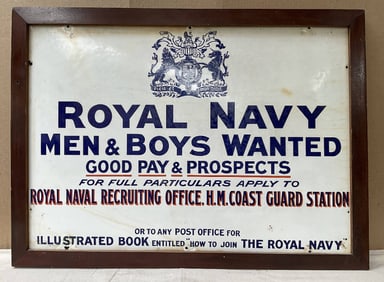 ROYAL NAVY
MEN & BOYS WANTED
GOOD PAY & PROSPECTS
FOR FULL PARTICULARS APPLY TO
ROYAL NAVAL RECRUITING OFFICE, H.M. COAST GUARD STATION
OR TO ANY POST OFFICE FOR
ILLUSTRATED BOOK ENTITLED "HOW TO JOIN THE ROYAL NAVY"